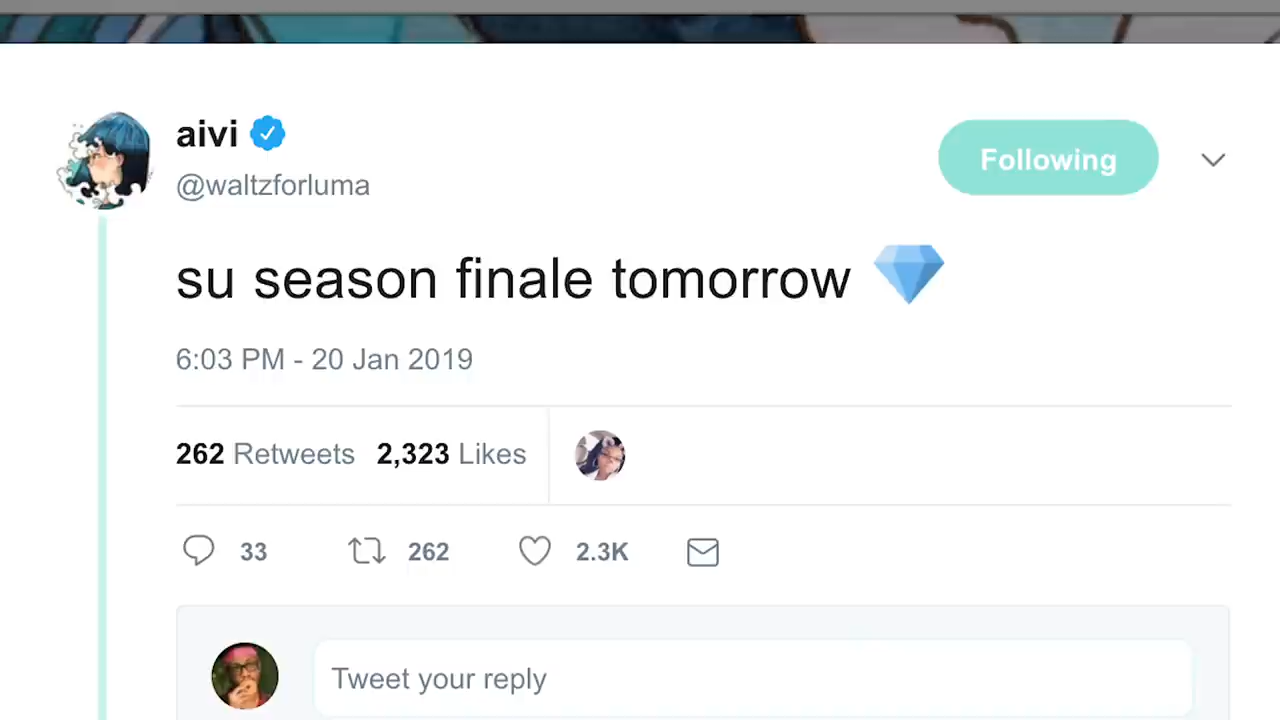 aivi
@waltzforluma
Following
su season finale tomorrow 💎
6:03 PM - 20 Jan 2019
262 Retweets 2,323 Likes
33 262 2.3K
Tweet your reply